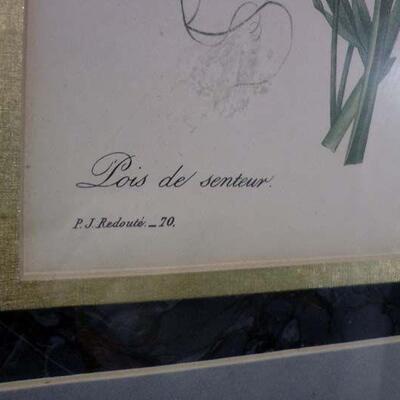 Pois de senteur.
P. J. Redouté. _ 70.